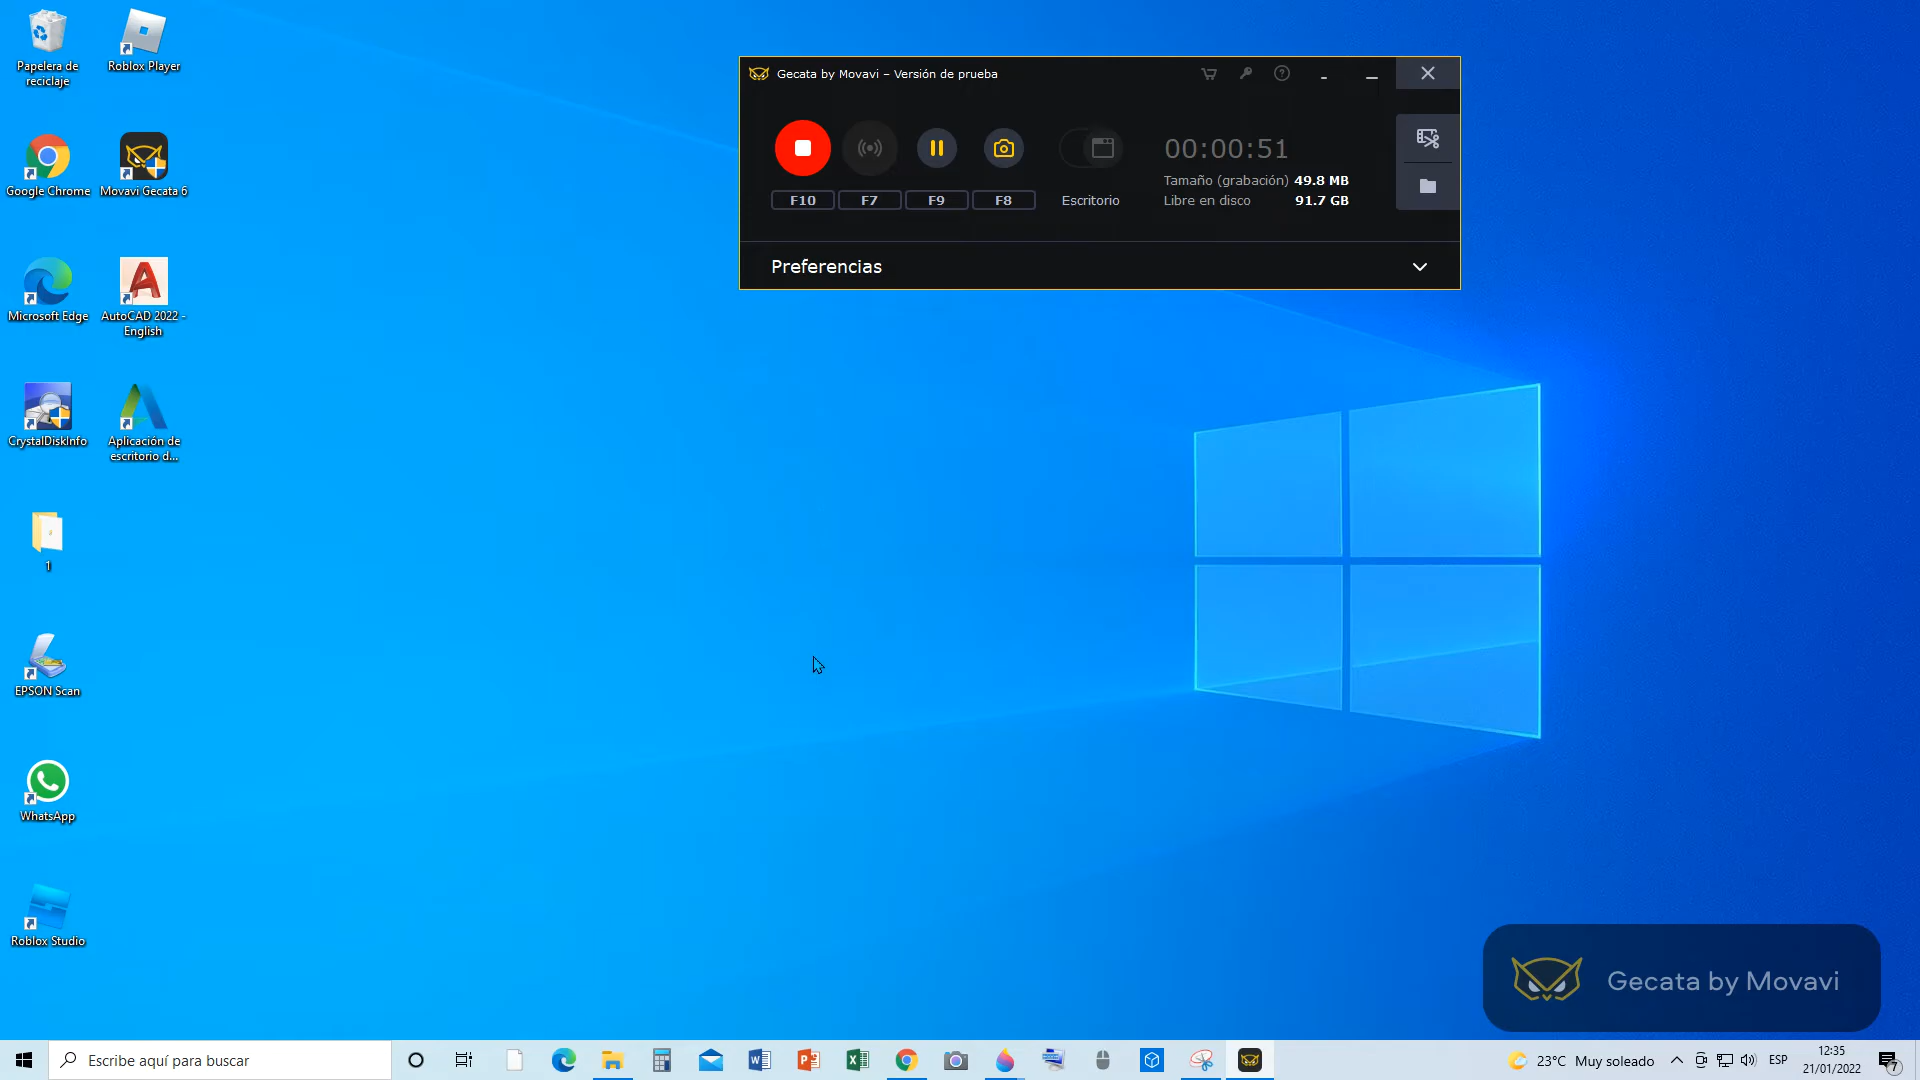 Papelera de
reciclaje
Roblox Player
Google Chrome
Movavi Gecata 6
Microsoft Edge
AutoCAD 2022 -
English
CrystalDiskInfo
Aplicación de
escritorio d...
1
EPSON Scan
WhatsApp
Roblox Studio
Gecata by Movavi – Versión de prueba
00:00:51
Tamaño (grabación) 49.8 MB
Libre en disco 91.7 GB
F10 F7 F9 F8 Escritorio
Preferencias
Gecata by Movavi
Escribe aquí para buscar
23°C Muy soleado
ESP
12:35
21/01/2022
7